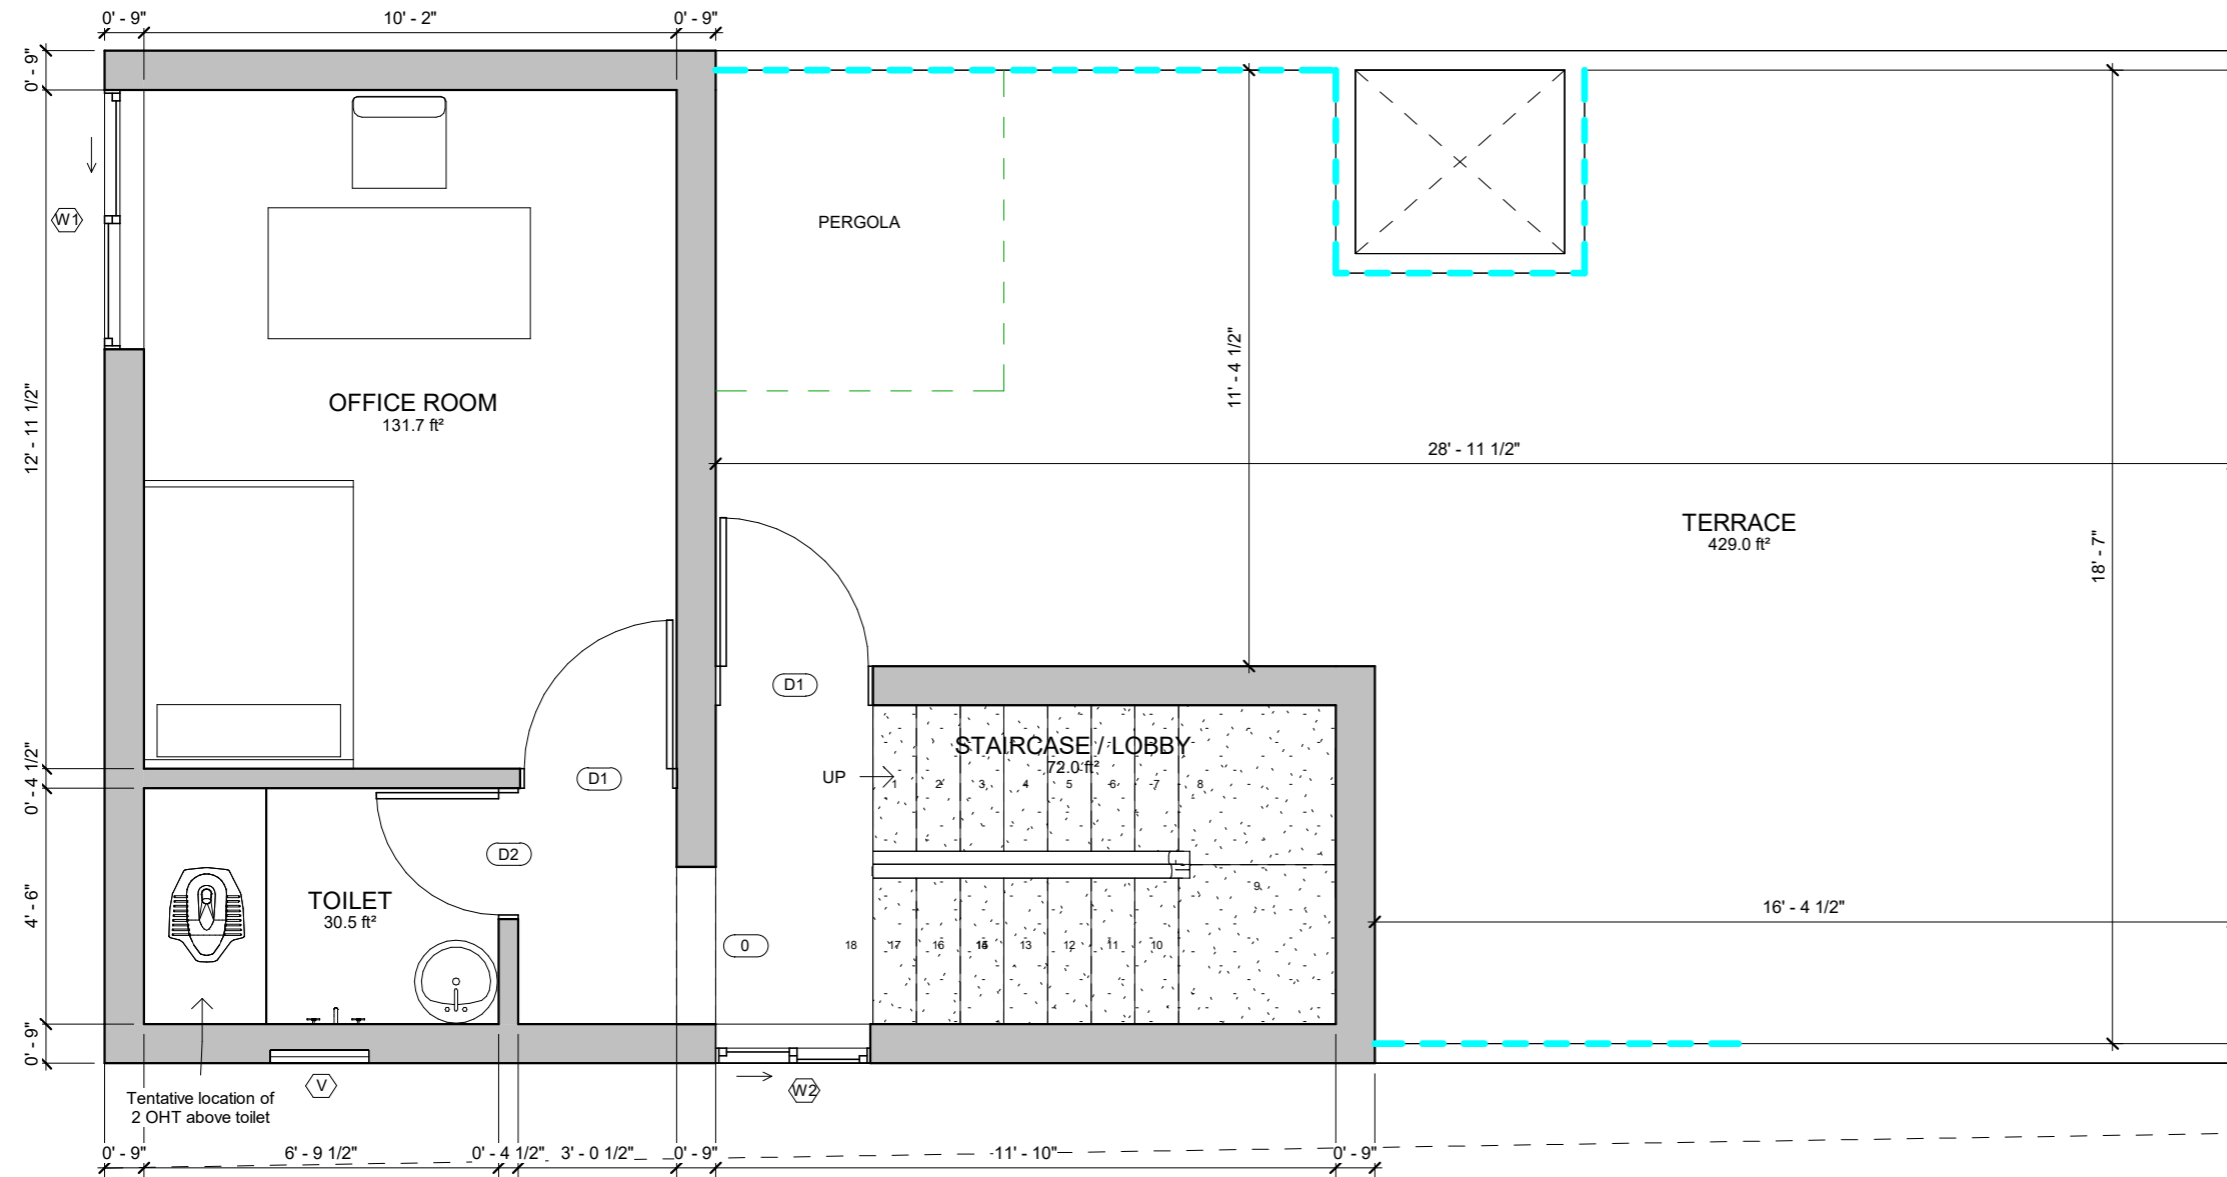 0' - 9"
10' - 2"
0' - 9"
0' - 9"
W1
PERGOLA
OFFICE ROOM
131.7 ft²
12' - 11 1/2"
11' - 4 1/2"
28' - 11 1/2"
TERRACE
429.0 ft²
18' - 7"
D1
STAIRCASE / LOBBY
72.0 ft²
UP
1 2 3 4 5 6 7 8
D1
0' - 4 1/2"
D2
TOILET
30.5 ft²
4' - 6"
9
16' - 4 1/2"
0
18 17 16 14 13 12 11 10
0' - 9"
V
W2
Tentative location of
2 OHT above toilet
0' - 9"
6' - 9 1/2"
0' - 4 1/2"
3' - 0 1/2"
0' - 9"
11' - 10"
0' - 9"